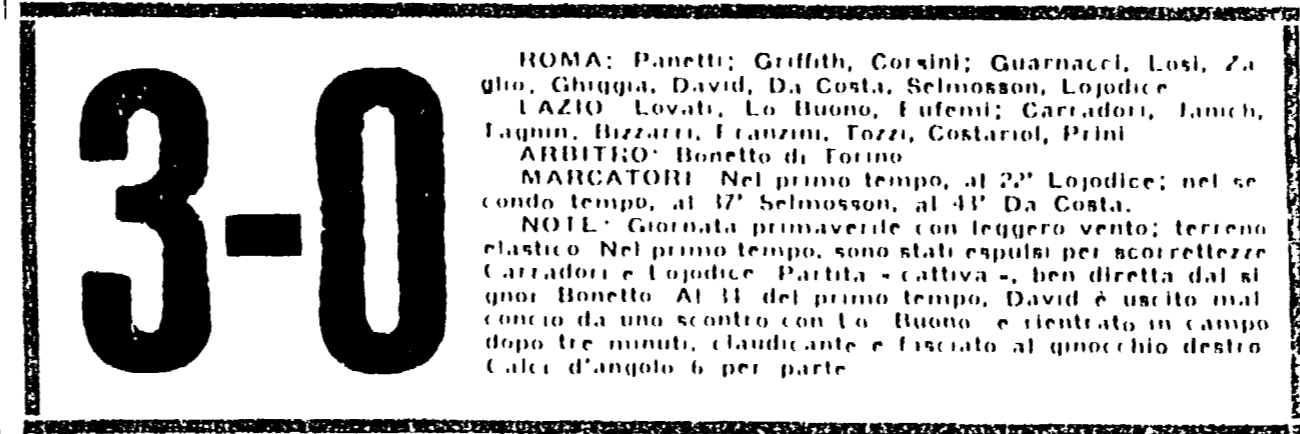 3-0
ROMA: Panetti; Griffith, Corsini; Guarnacci, Losi, Za
glio, Ghiggia, David, Da Costa, Selmosson, Lojodice
LAZIO Lovati, Lo Buono, Eufemi; Carradori, Janich,
Tagnin, Bizzarri, Franzini, Tozzi, Costariol, Prini
ARBITRO: Bonetto di Torino
MARCATORI Nel primo tempo, al 22' Lojodice; nel se
condo tempo, al 37' Selmosson, al 43' Da Costa.
NOTE: Giornata primaverile con leggero vento; terreno
elastico Nel primo tempo, sono stati espulsi per scorrettezze
Carradori e Lojodice Partita « cattiva », ben diretta dal si
gnor Bonetto Al del primo tempo, David è uscito mal
concio da uno scontro con Lo Buono e rientrato in campo
dopo tre minuti, claudicante e fasciato al ginocchio destro
Calci d'angolo 6 per parte